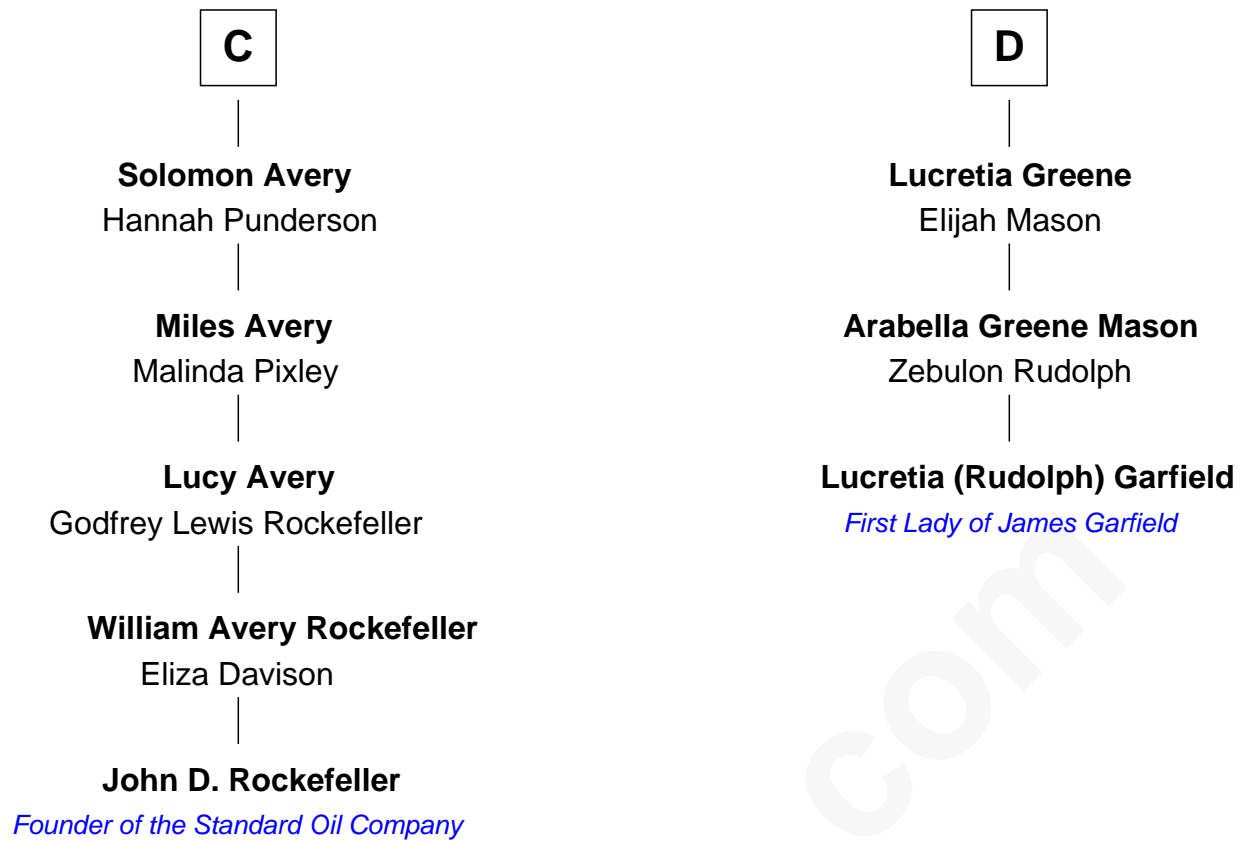 C
Solomon Avery
Hannah Punderson
Miles Avery
Malinda Pixley
Lucy Avery
Godfrey Lewis Rockefeller
William Avery Rockefeller
Eliza Davison
John D. Rockefeller
Founder of the Standard Oil Company
D
Lucretia Greene
Elijah Mason
Arabella Greene Mason
Zebulon Rudolph
Lucretia (Rudolph) Garfield
First Lady of James Garfield
com